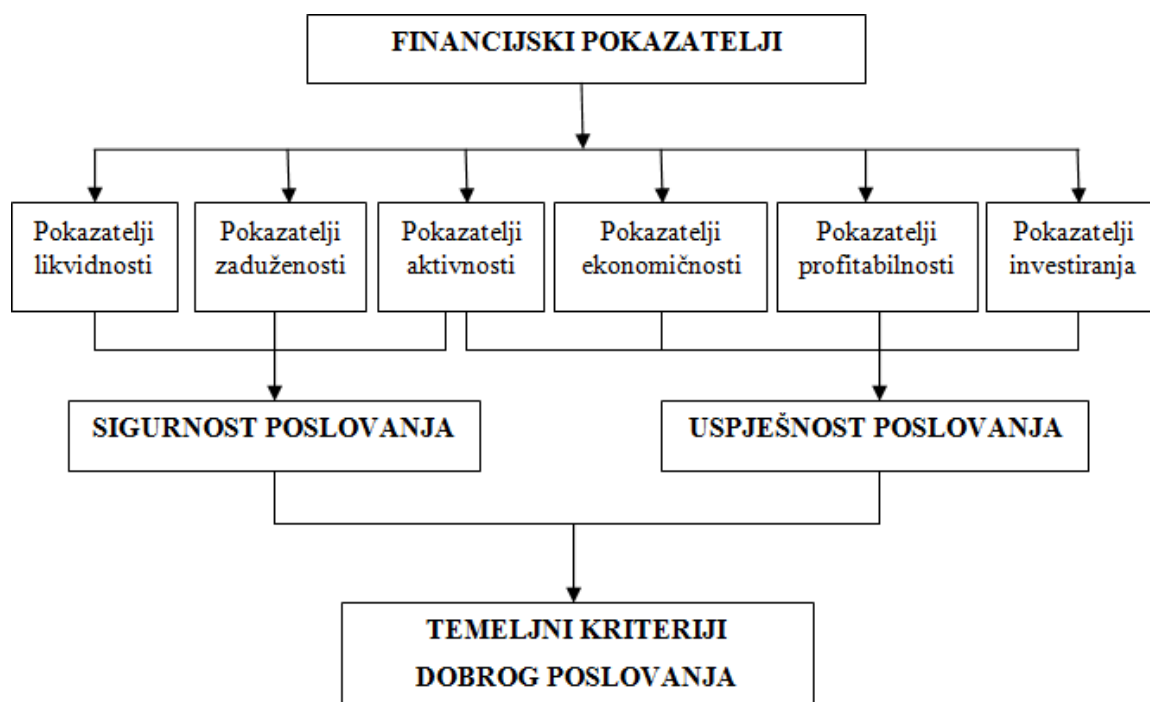 FINANCIJSKI POKAZATELJI
Pokazatelji
likvidnosti
Pokazatelji
zaduženosti
Pokazatelji
aktivnosti
Pokazatelji
ekonomičnosti
Pokazatelji
profitabilnosti
Pokazatelji
investiranja
SIGURNOST POSLOVANJA
USPJEŠNOST POSLOVANJA
TEMELJNI KRITERIJI
DOBROG POSLOVANJA